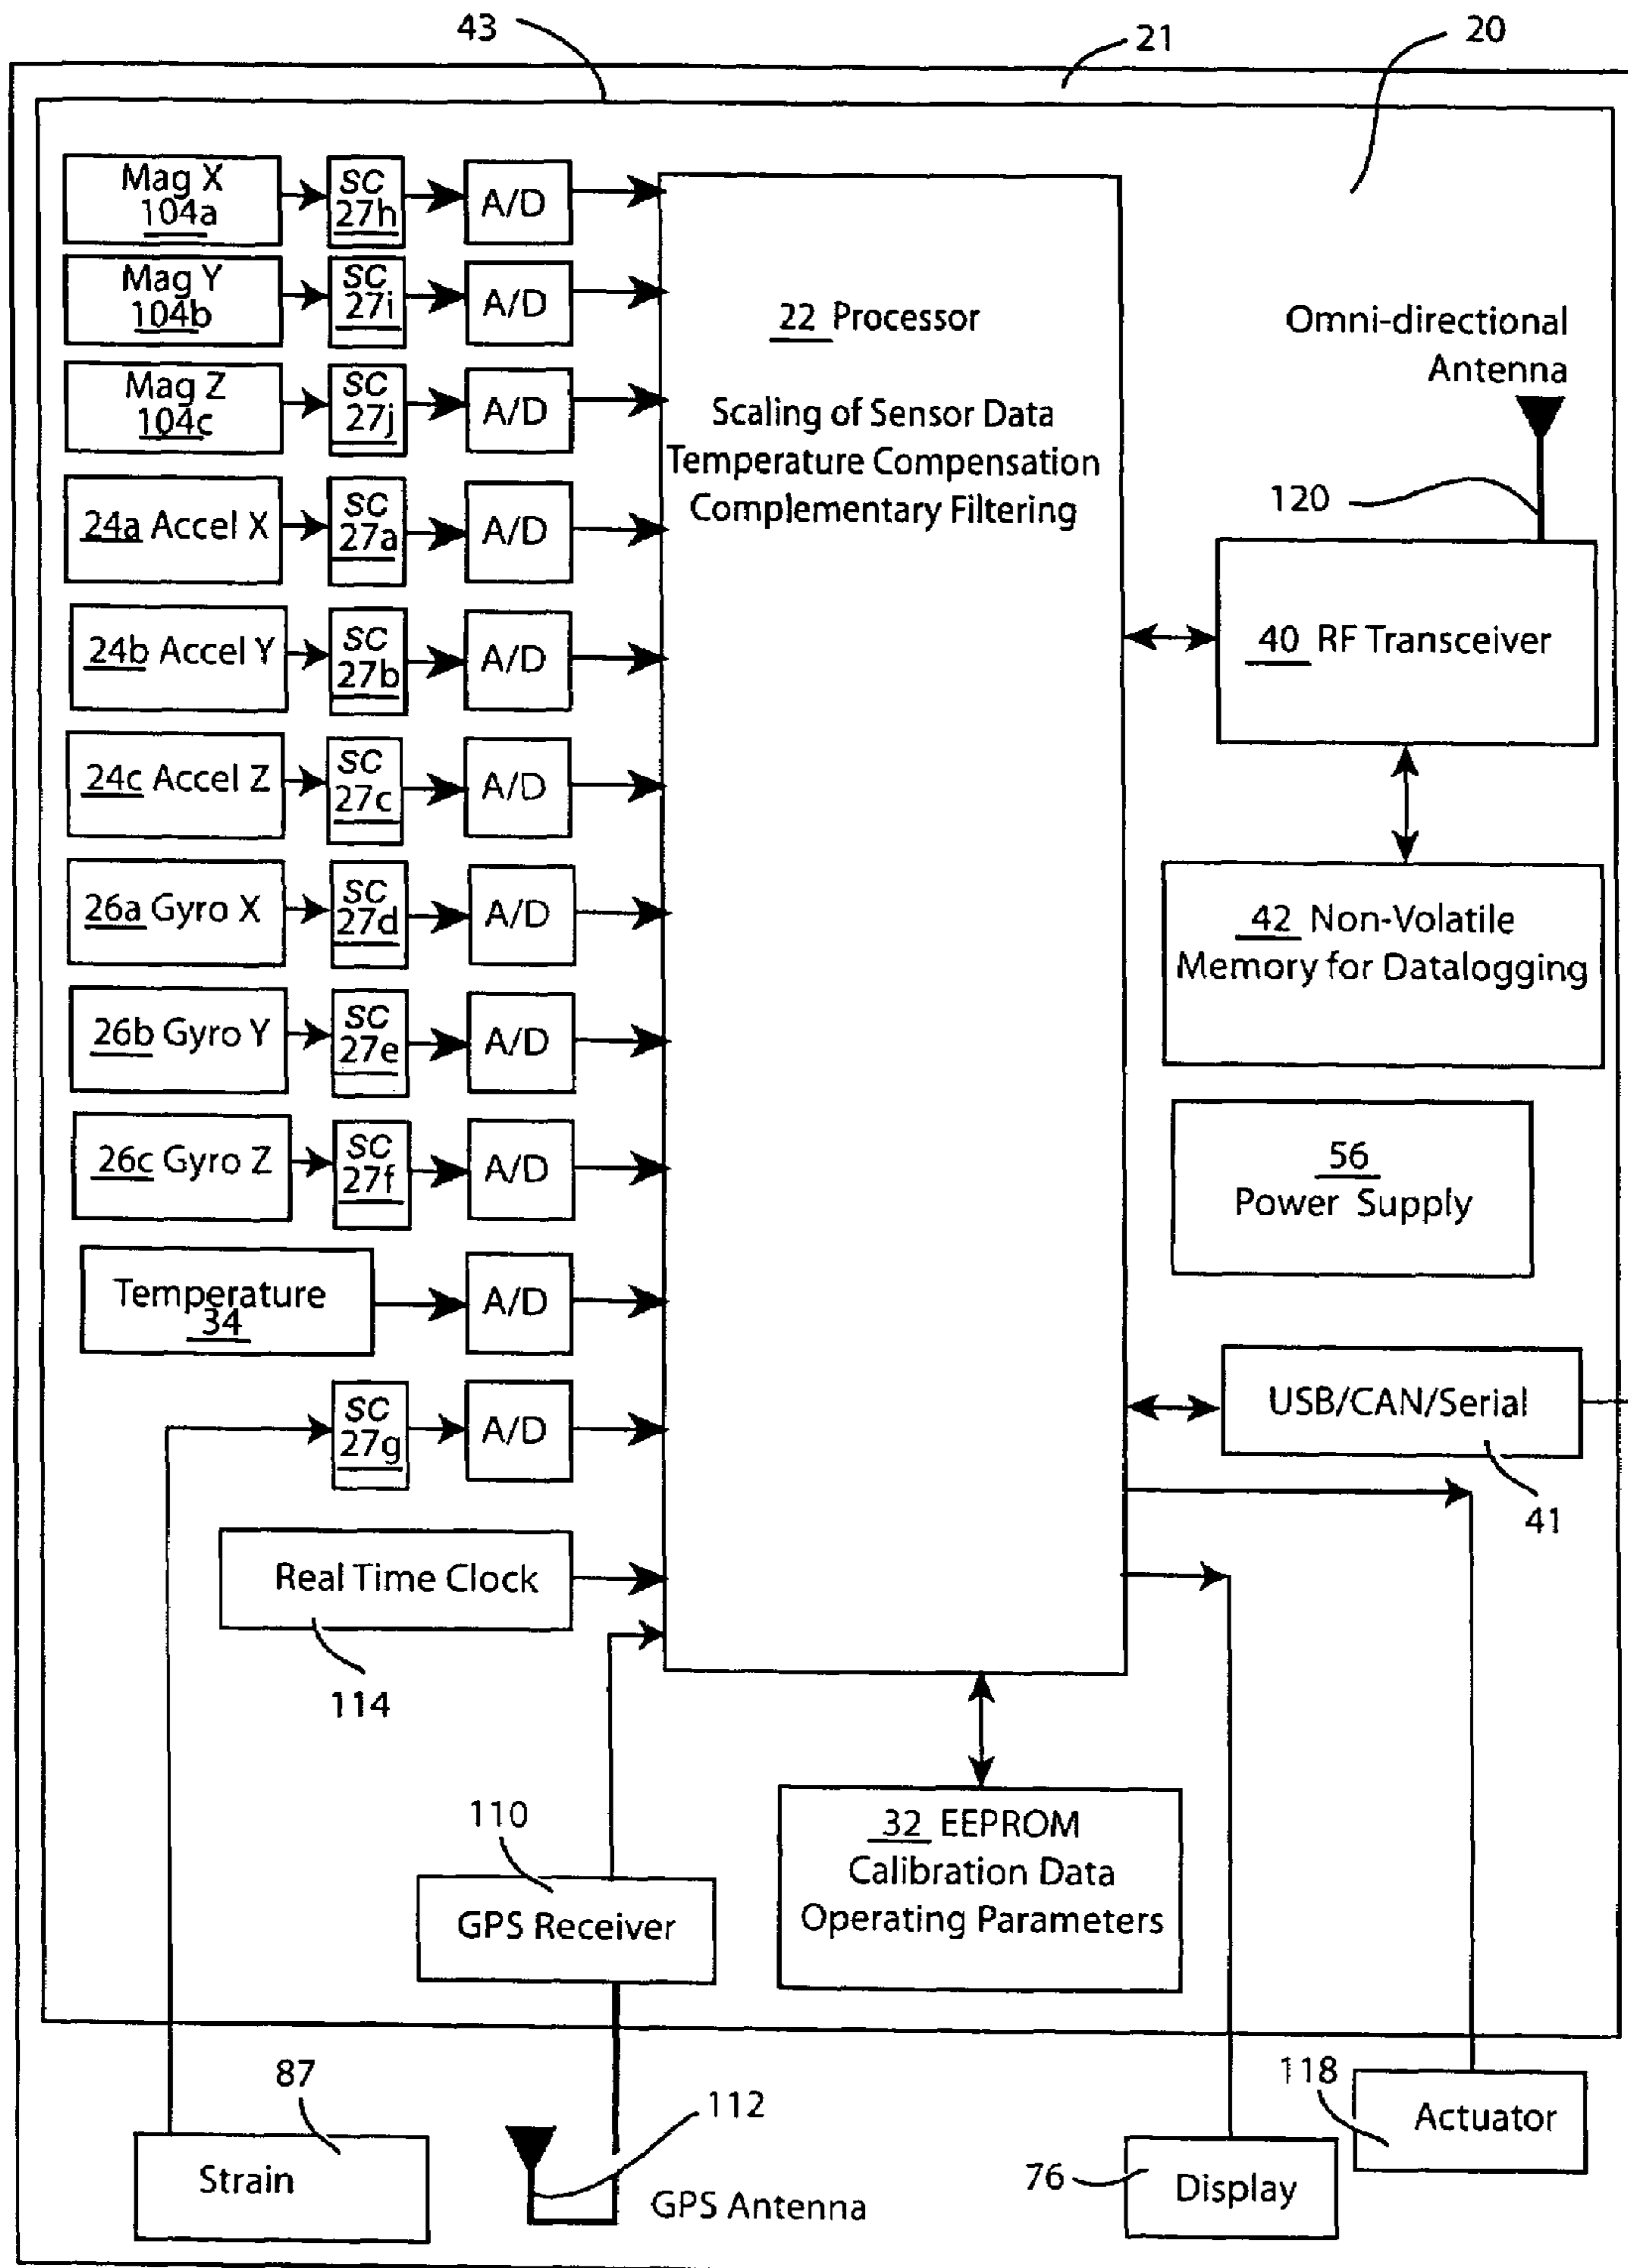 43
21
20
Mag X
104a
SC
27h
A/D
Mag Y
104b
SC
27i
A/D
Mag Z
104c
SC
27j
A/D
24a Accel X
SC
27a
A/D
24b Accel Y
SC
27b
A/D
24c Accel Z
SC
27c
A/D
26a Gyro X
SC
27d
A/D
26b Gyro Y
SC
27e
A/D
26c Gyro Z
SC
27f
A/D
Temperature
34
A/D
SC
27g
A/D
Real Time Clock
114
22 Processor
Scaling of Sensor Data
Temperature Compensation
Complementary Filtering
Omni-directional
Antenna
120
40 RF Transceiver
42 Non-Volatile
Memory for Datalogging
56
Power Supply
USB/CAN/Serial
41
110
GPS Receiver
32 EEPROM
Calibration Data
Operating Parameters
87
Strain
112
GPS Antenna
76
Display
118
Actuator